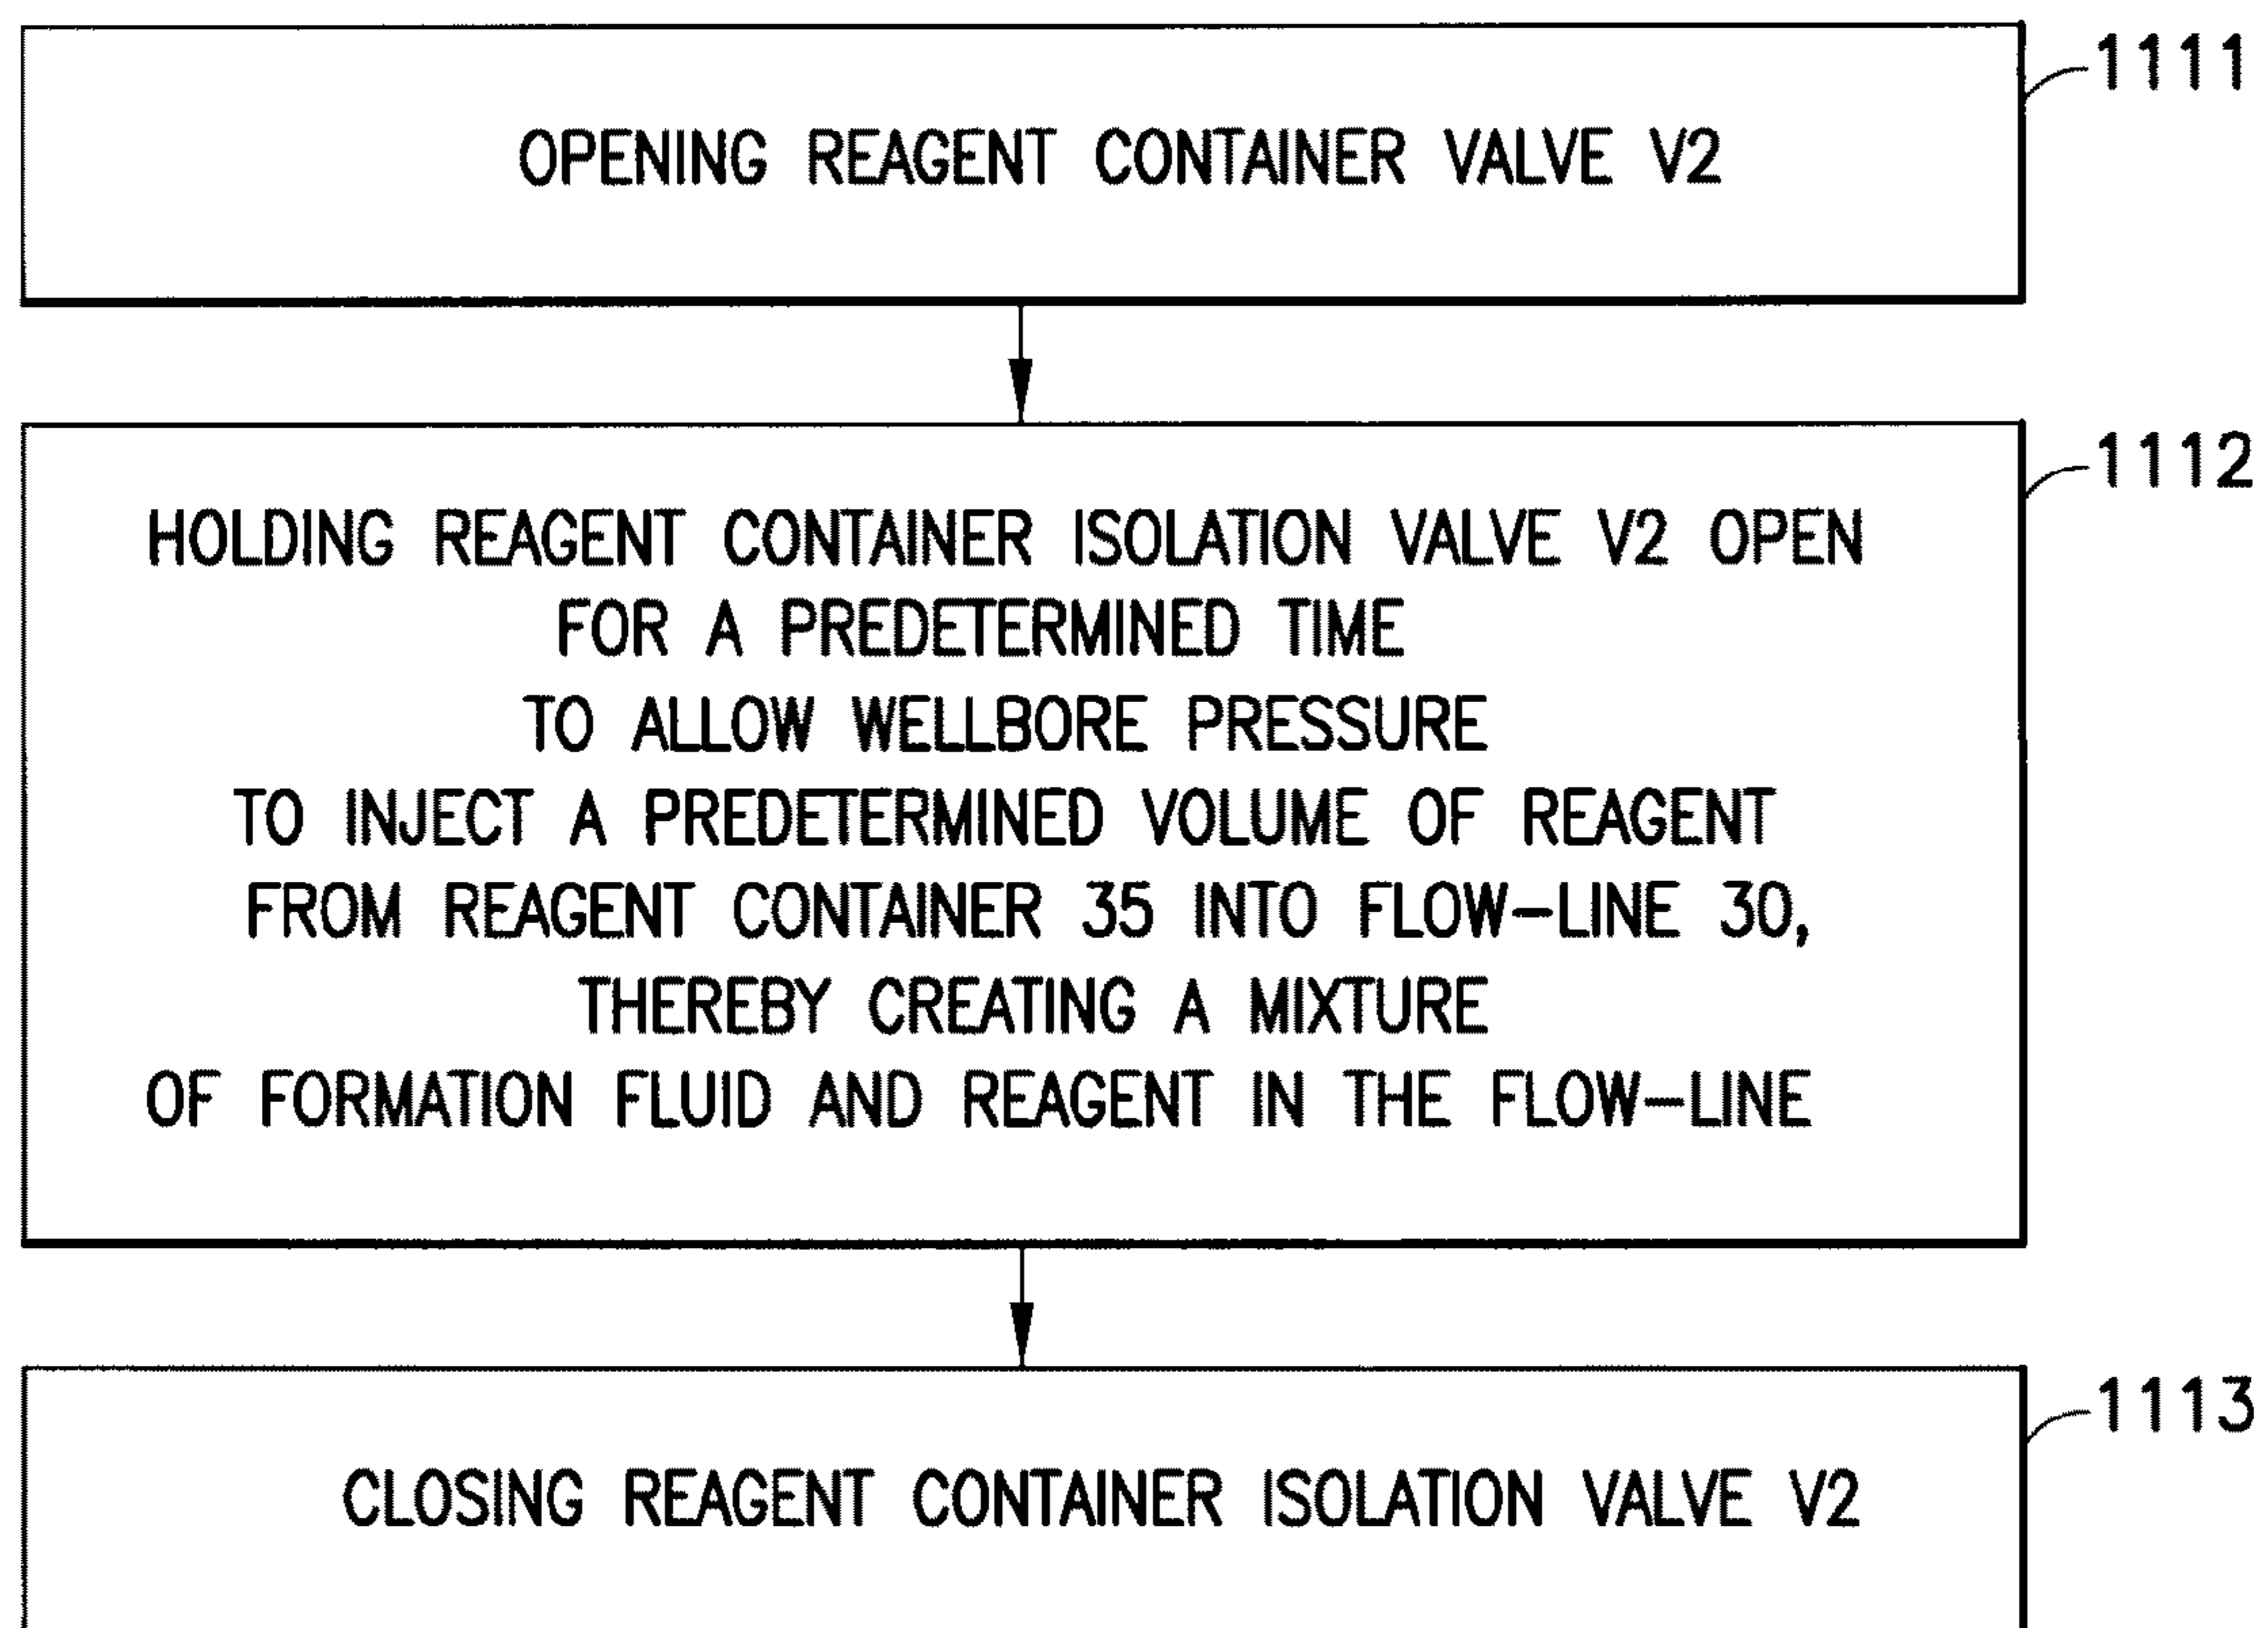 1111
OPENING REAGENT CONTAINER VALVE V2
1112
HOLDING REAGENT CONTAINER ISOLATION VALVE V2 OPEN
FOR A PREDETERMINED TIME
TO ALLOW WELLBORE PRESSURE
TO INJECT A PREDETERMINED VOLUME OF REAGENT
FROM REAGENT CONTAINER 35 INTO FLOW-LINE 30,
THEREBY CREATING A MIXTURE
OF FORMATION FLUID AND REAGENT IN THE FLOW-LINE
1113
CLOSING REAGENT CONTAINER ISOLATION VALVE V2